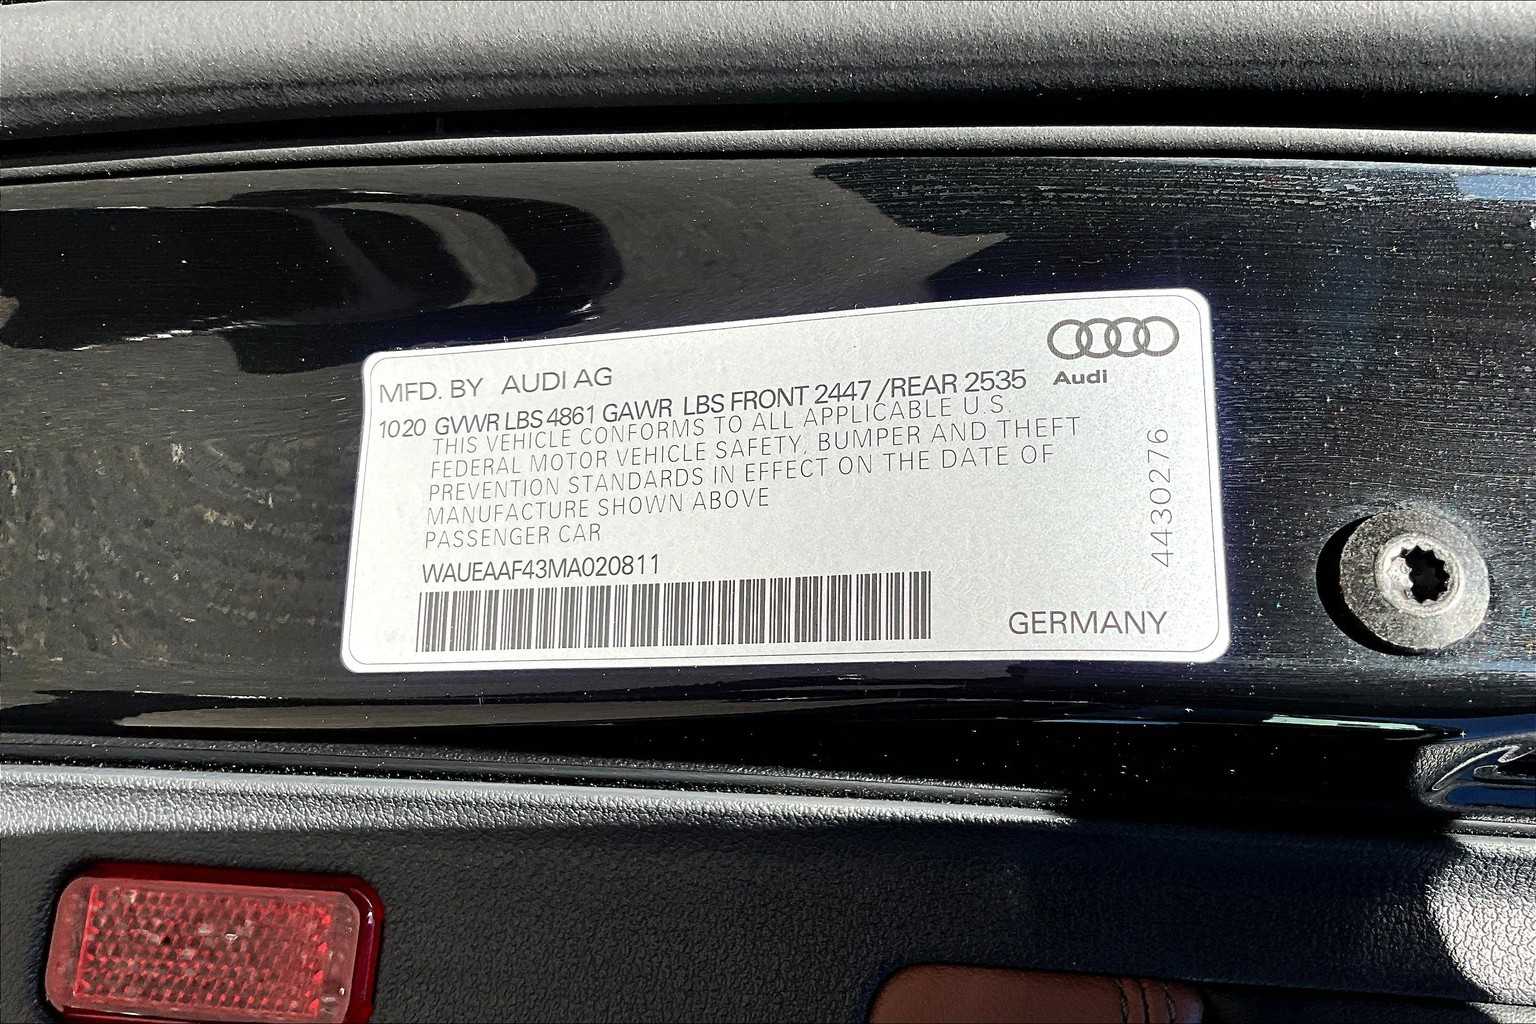 MFD. BY AUDI AG
Audi
1020 GVWR LBS 4861 GAWR LBS FRONT 2447 /REAR 2535
THIS VEHICLE CONFORMS TO ALL APPLICABLE U.S.
FEDERAL MOTOR VEHICLE SAFETY, BUMPER AND THEFT
PREVENTION STANDARDS IN EFFECT ON THE DATE OF
MANUFACTURE SHOWN ABOVE
PASSENGER CAR
WAUEAAF43MA020811
GERMANY
4430276